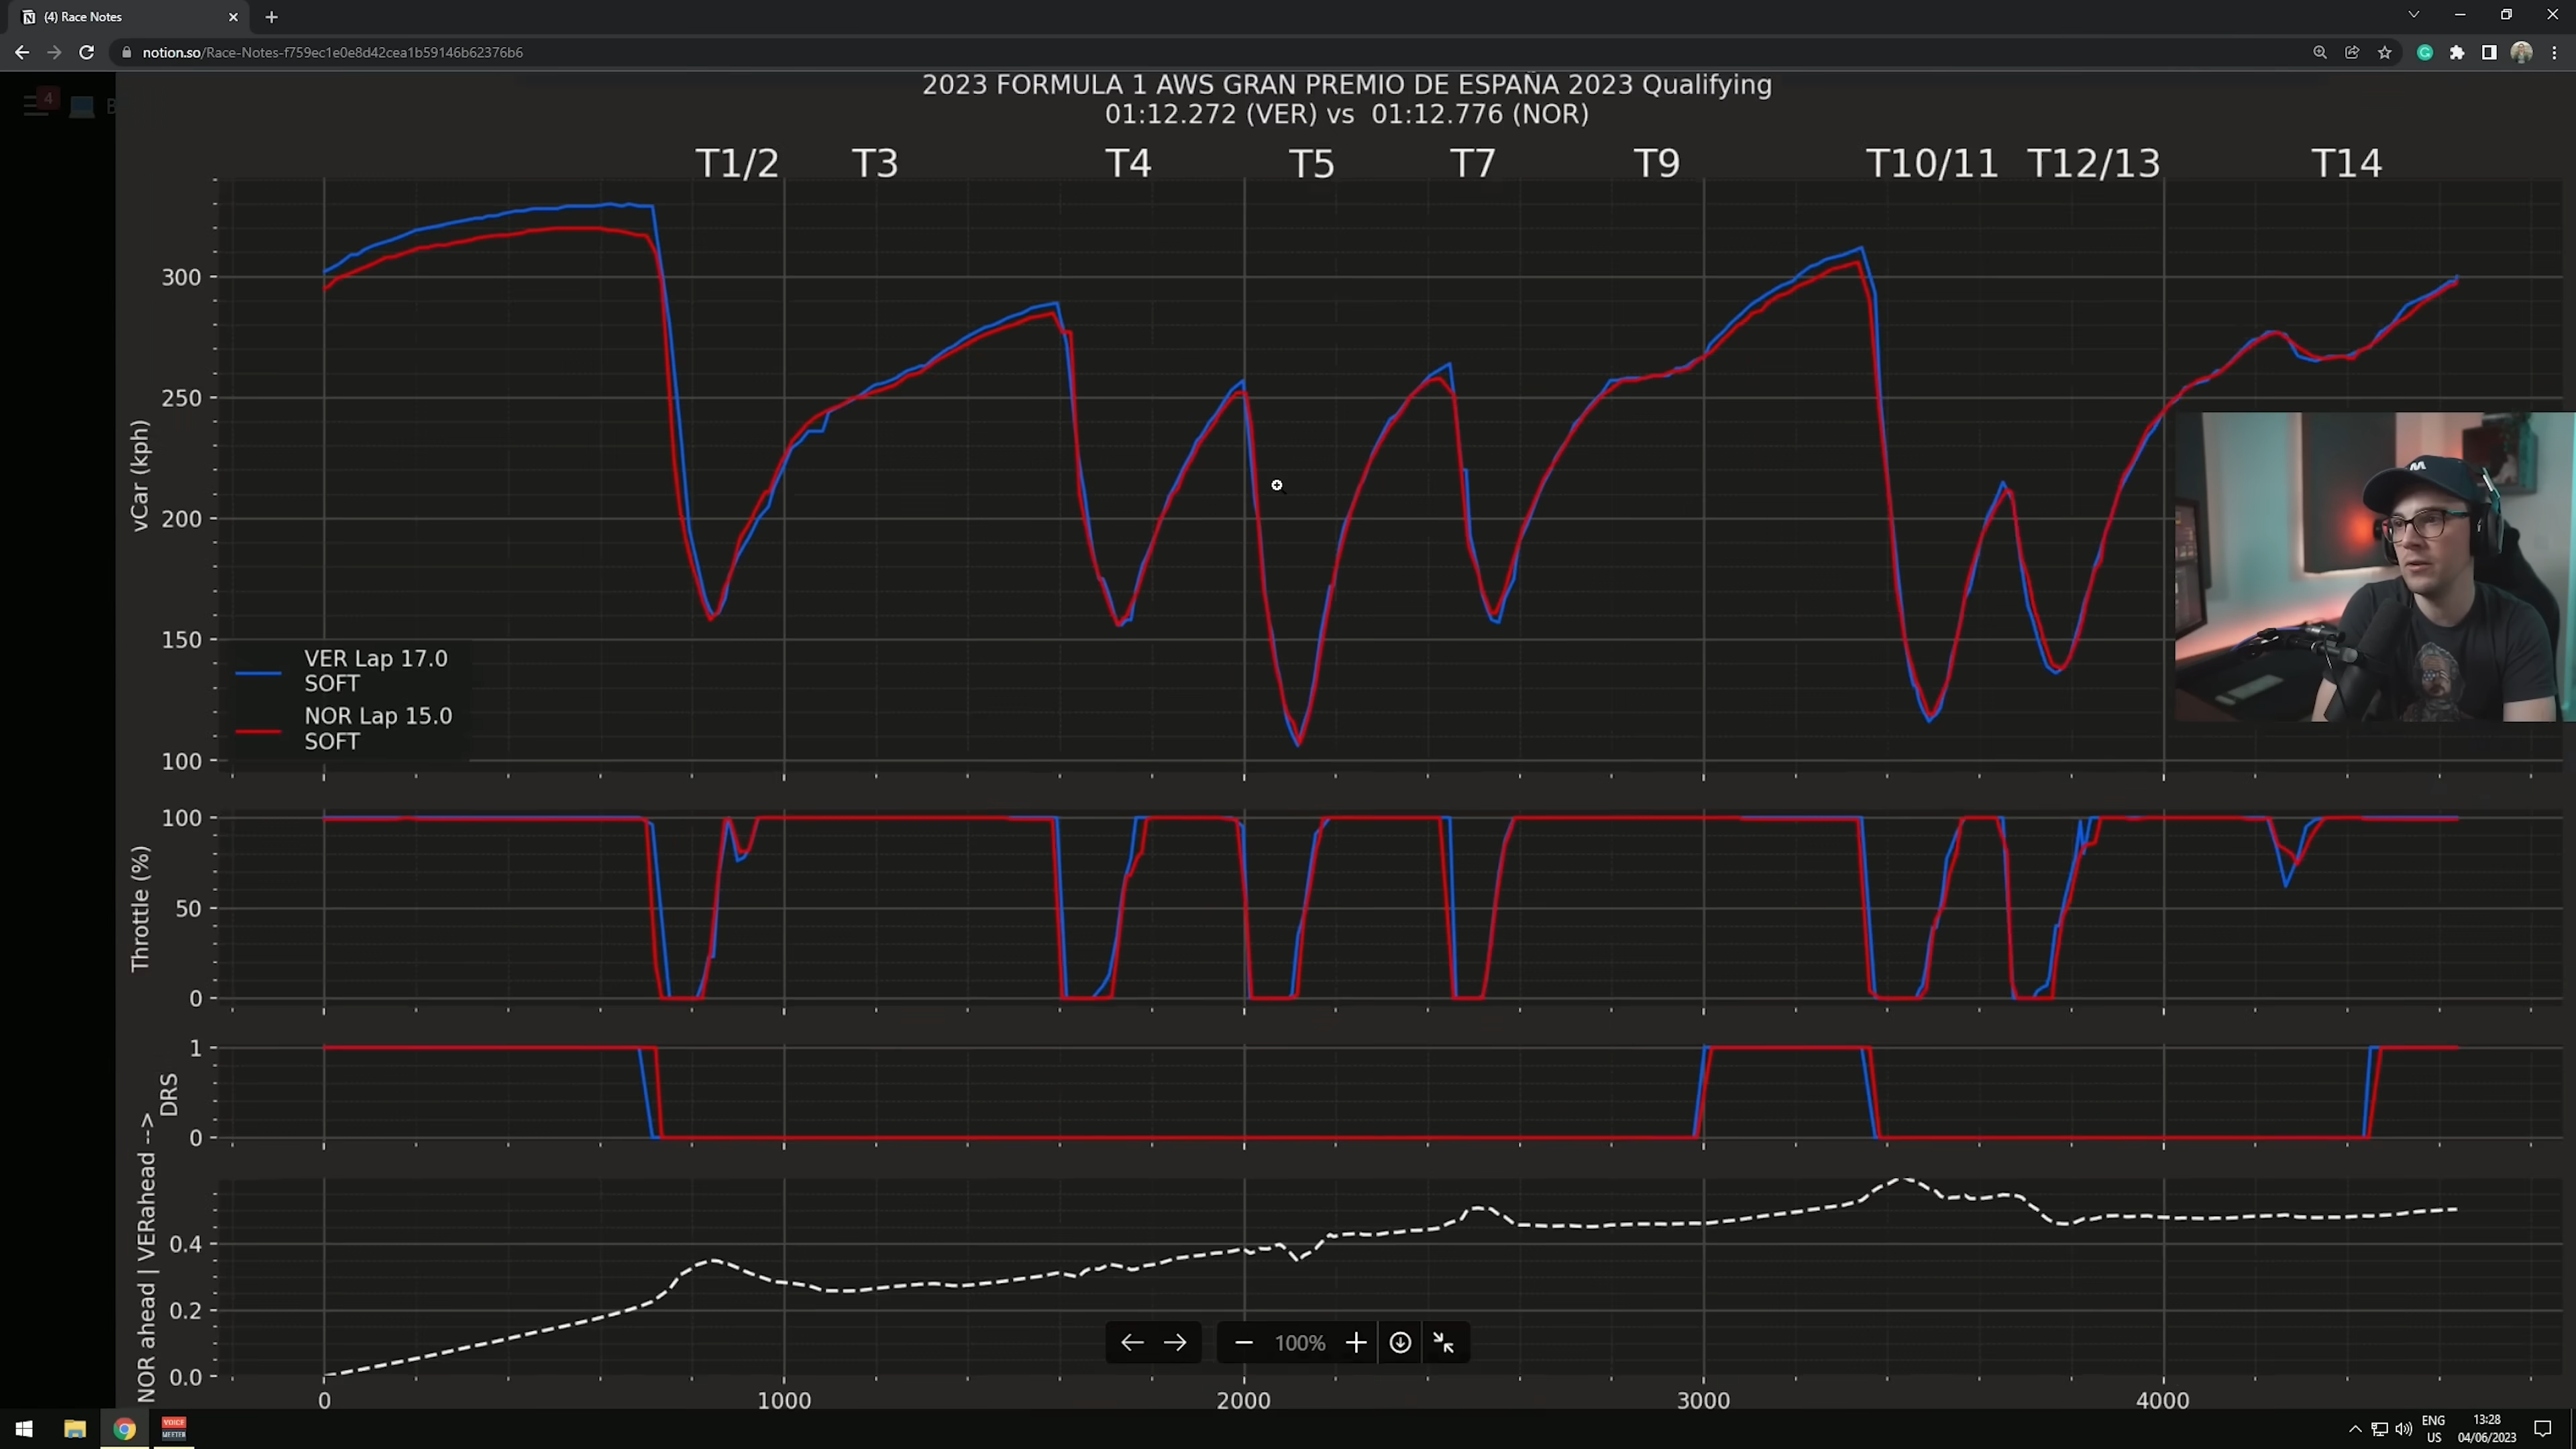 (4) Race Notes
notion.so/Race-Notes-f759ec1e0e8d42cea1b59146b62376b6
4
B
2023 FORMULA 1 AWS GRAN PREMIO DE ESPAÑA 2023 Qualifying
01:12.272 (VER) vs 01:12.776 (NOR)
T1/2 T3 T4 T5 T7 T9 T10/11 T12/13 T14
vCar (kph)
300
250
200
150
100
VER Lap 17.0
SOFT
NOR Lap 15.0
SOFT
Throttle (%)
100
50
0
DRS
1
0
NOR ahead | VERahead -->
0.4
0.2
0.0
100%
0 1000 2000 3000 4000
VOICE
MEETER
ENG
US
13:28
04/06/2023